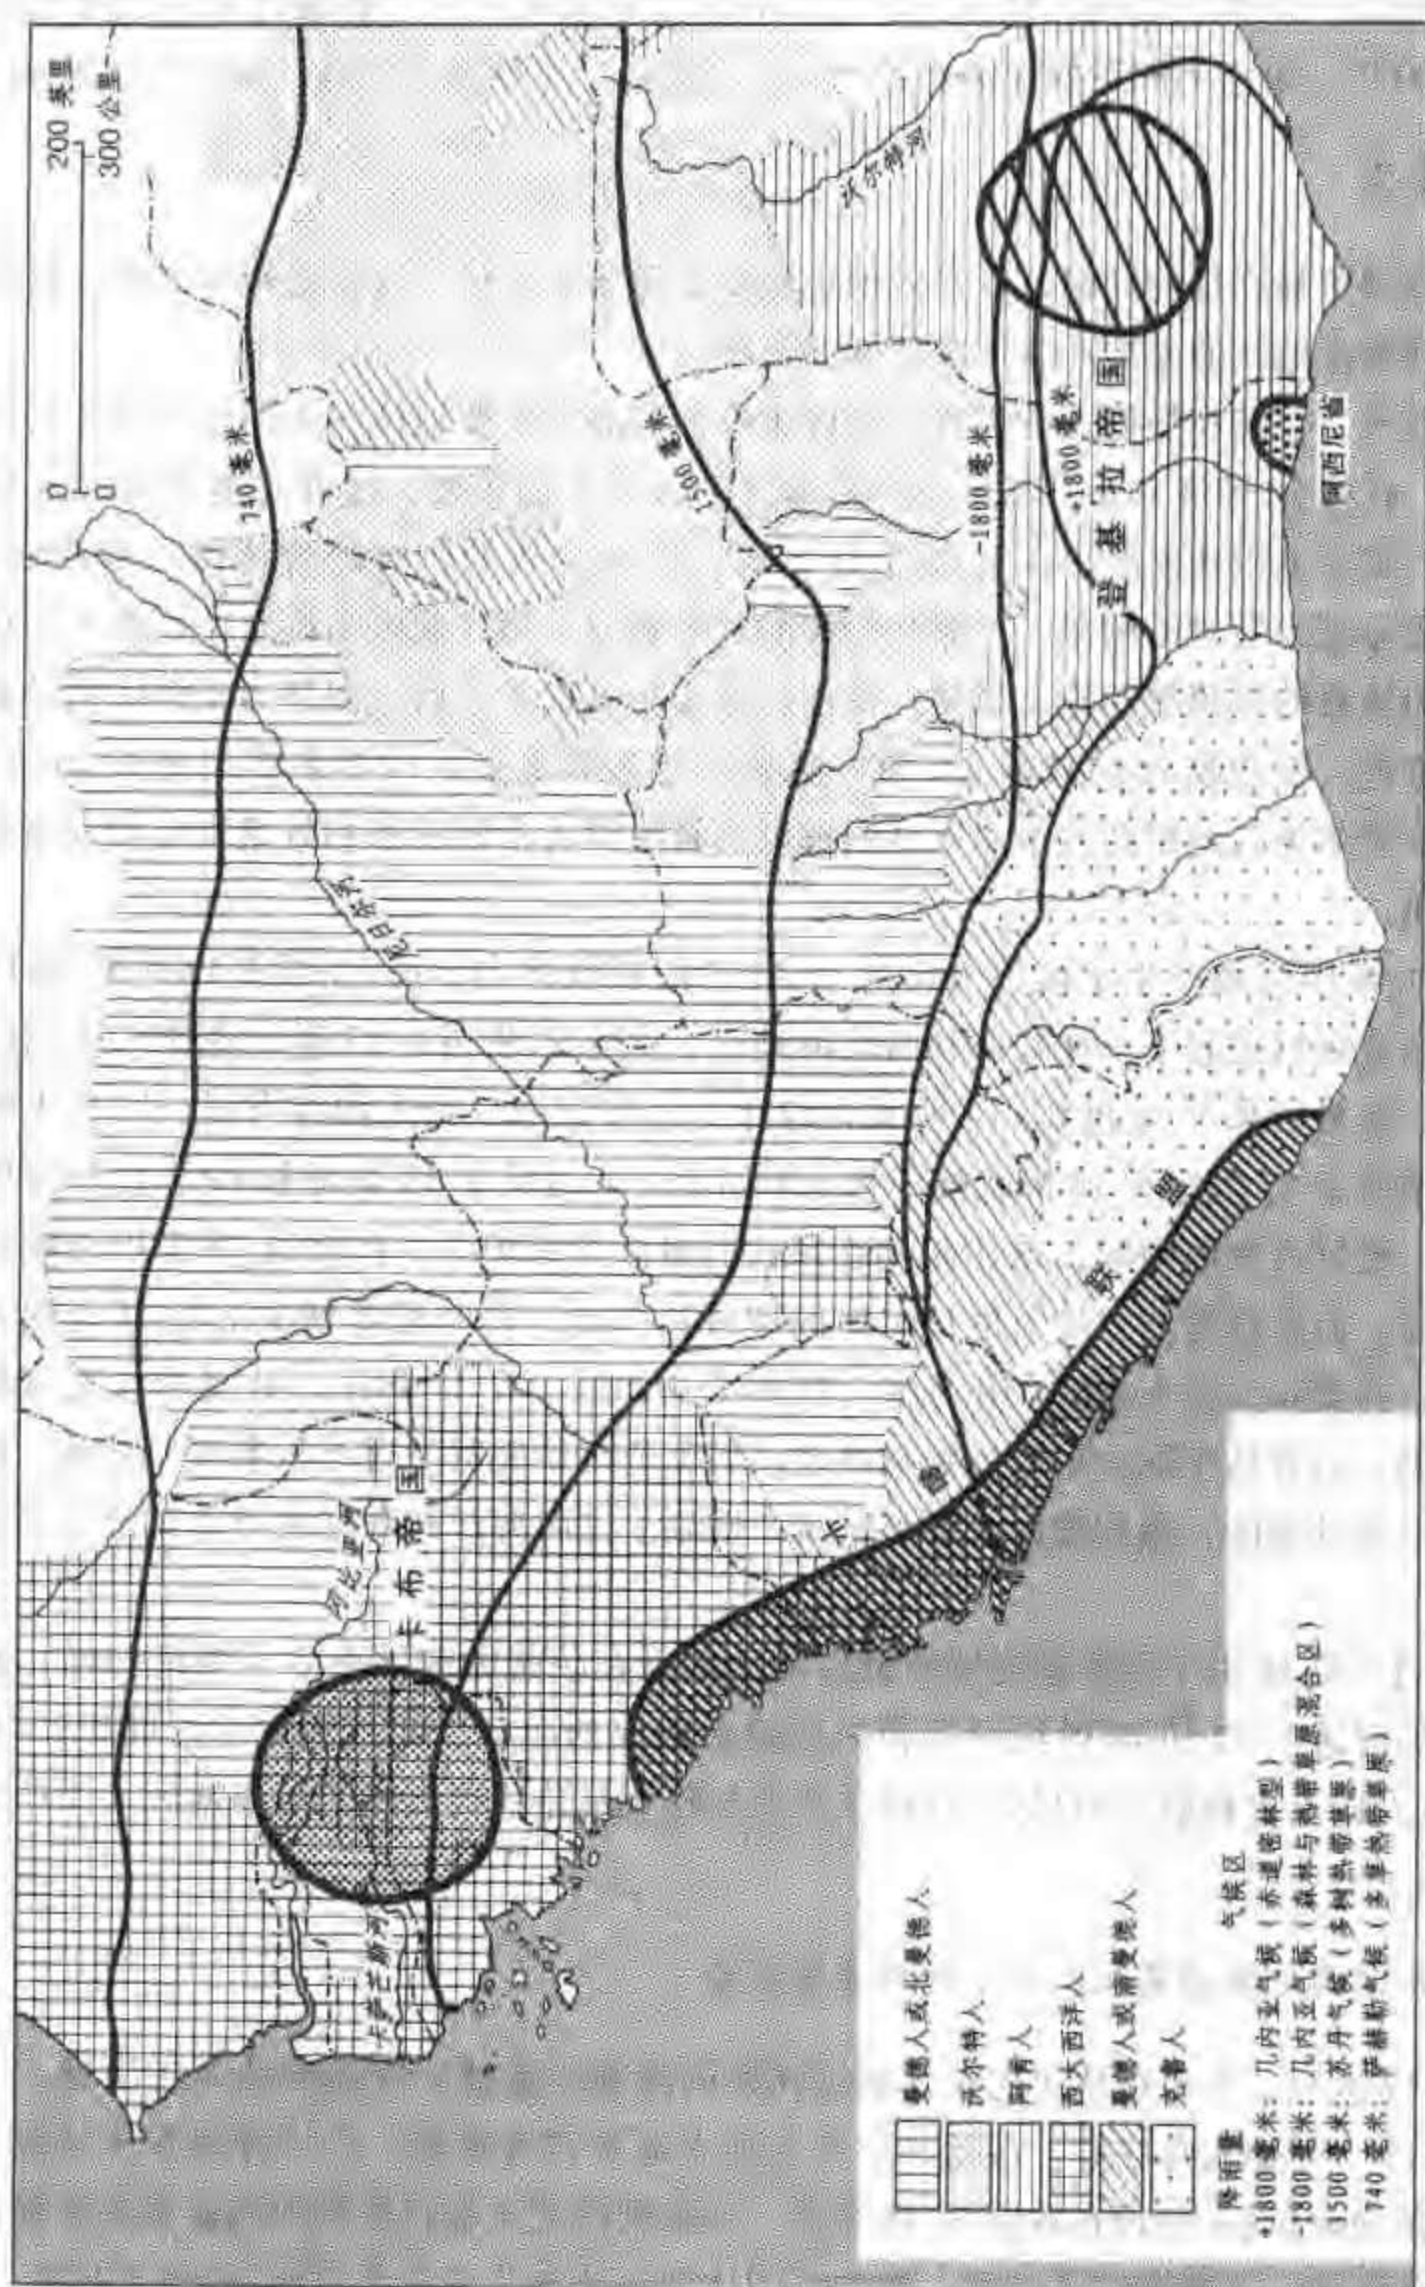 0 200 英里
0 300 公里
740 毫米
1500 毫米
-1800 毫米
+1800 毫米
尼日尔河
沃尔特河
登基拉帝国
阿西尼省
冈比亚河
卡布帝国
卡萨芒斯河
卡鲁联盟
曼德人或北曼德人
沃尔特人
阿肯人
西大西洋人
曼德人或南曼德人
克鲁人
降雨量 气候区
+1800 毫米：几内亚气候（赤道密林型）
-1800 毫米：几内亚气候（森林与热带草原混合区）
1500 毫米：苏丹气候（多树热带草原）
740 毫米：萨赫勒气候（多草热带草原）